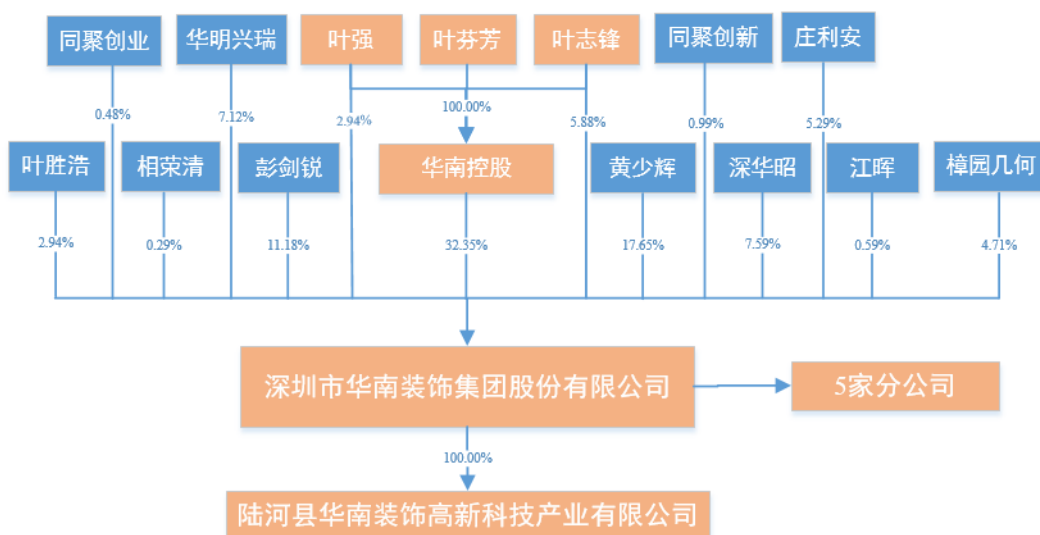 同聚创业
华明兴瑞
叶强
叶芬芳
叶志锋
同聚创新
庄利安
0.48%
7.12%
2.94%
100.00%
5.88%
0.99%
5.29%
叶胜浩
相荣清
彭剑锐
华南控股
黄少辉
深华昭
江晖
樟园几何
2.94%
0.29%
11.18%
32.35%
17.65%
7.59%
0.59%
4.71%
深圳市华南装饰集团股份有限公司
5家分公司
100.00%
陆河县华南装饰高新科技产业有限公司